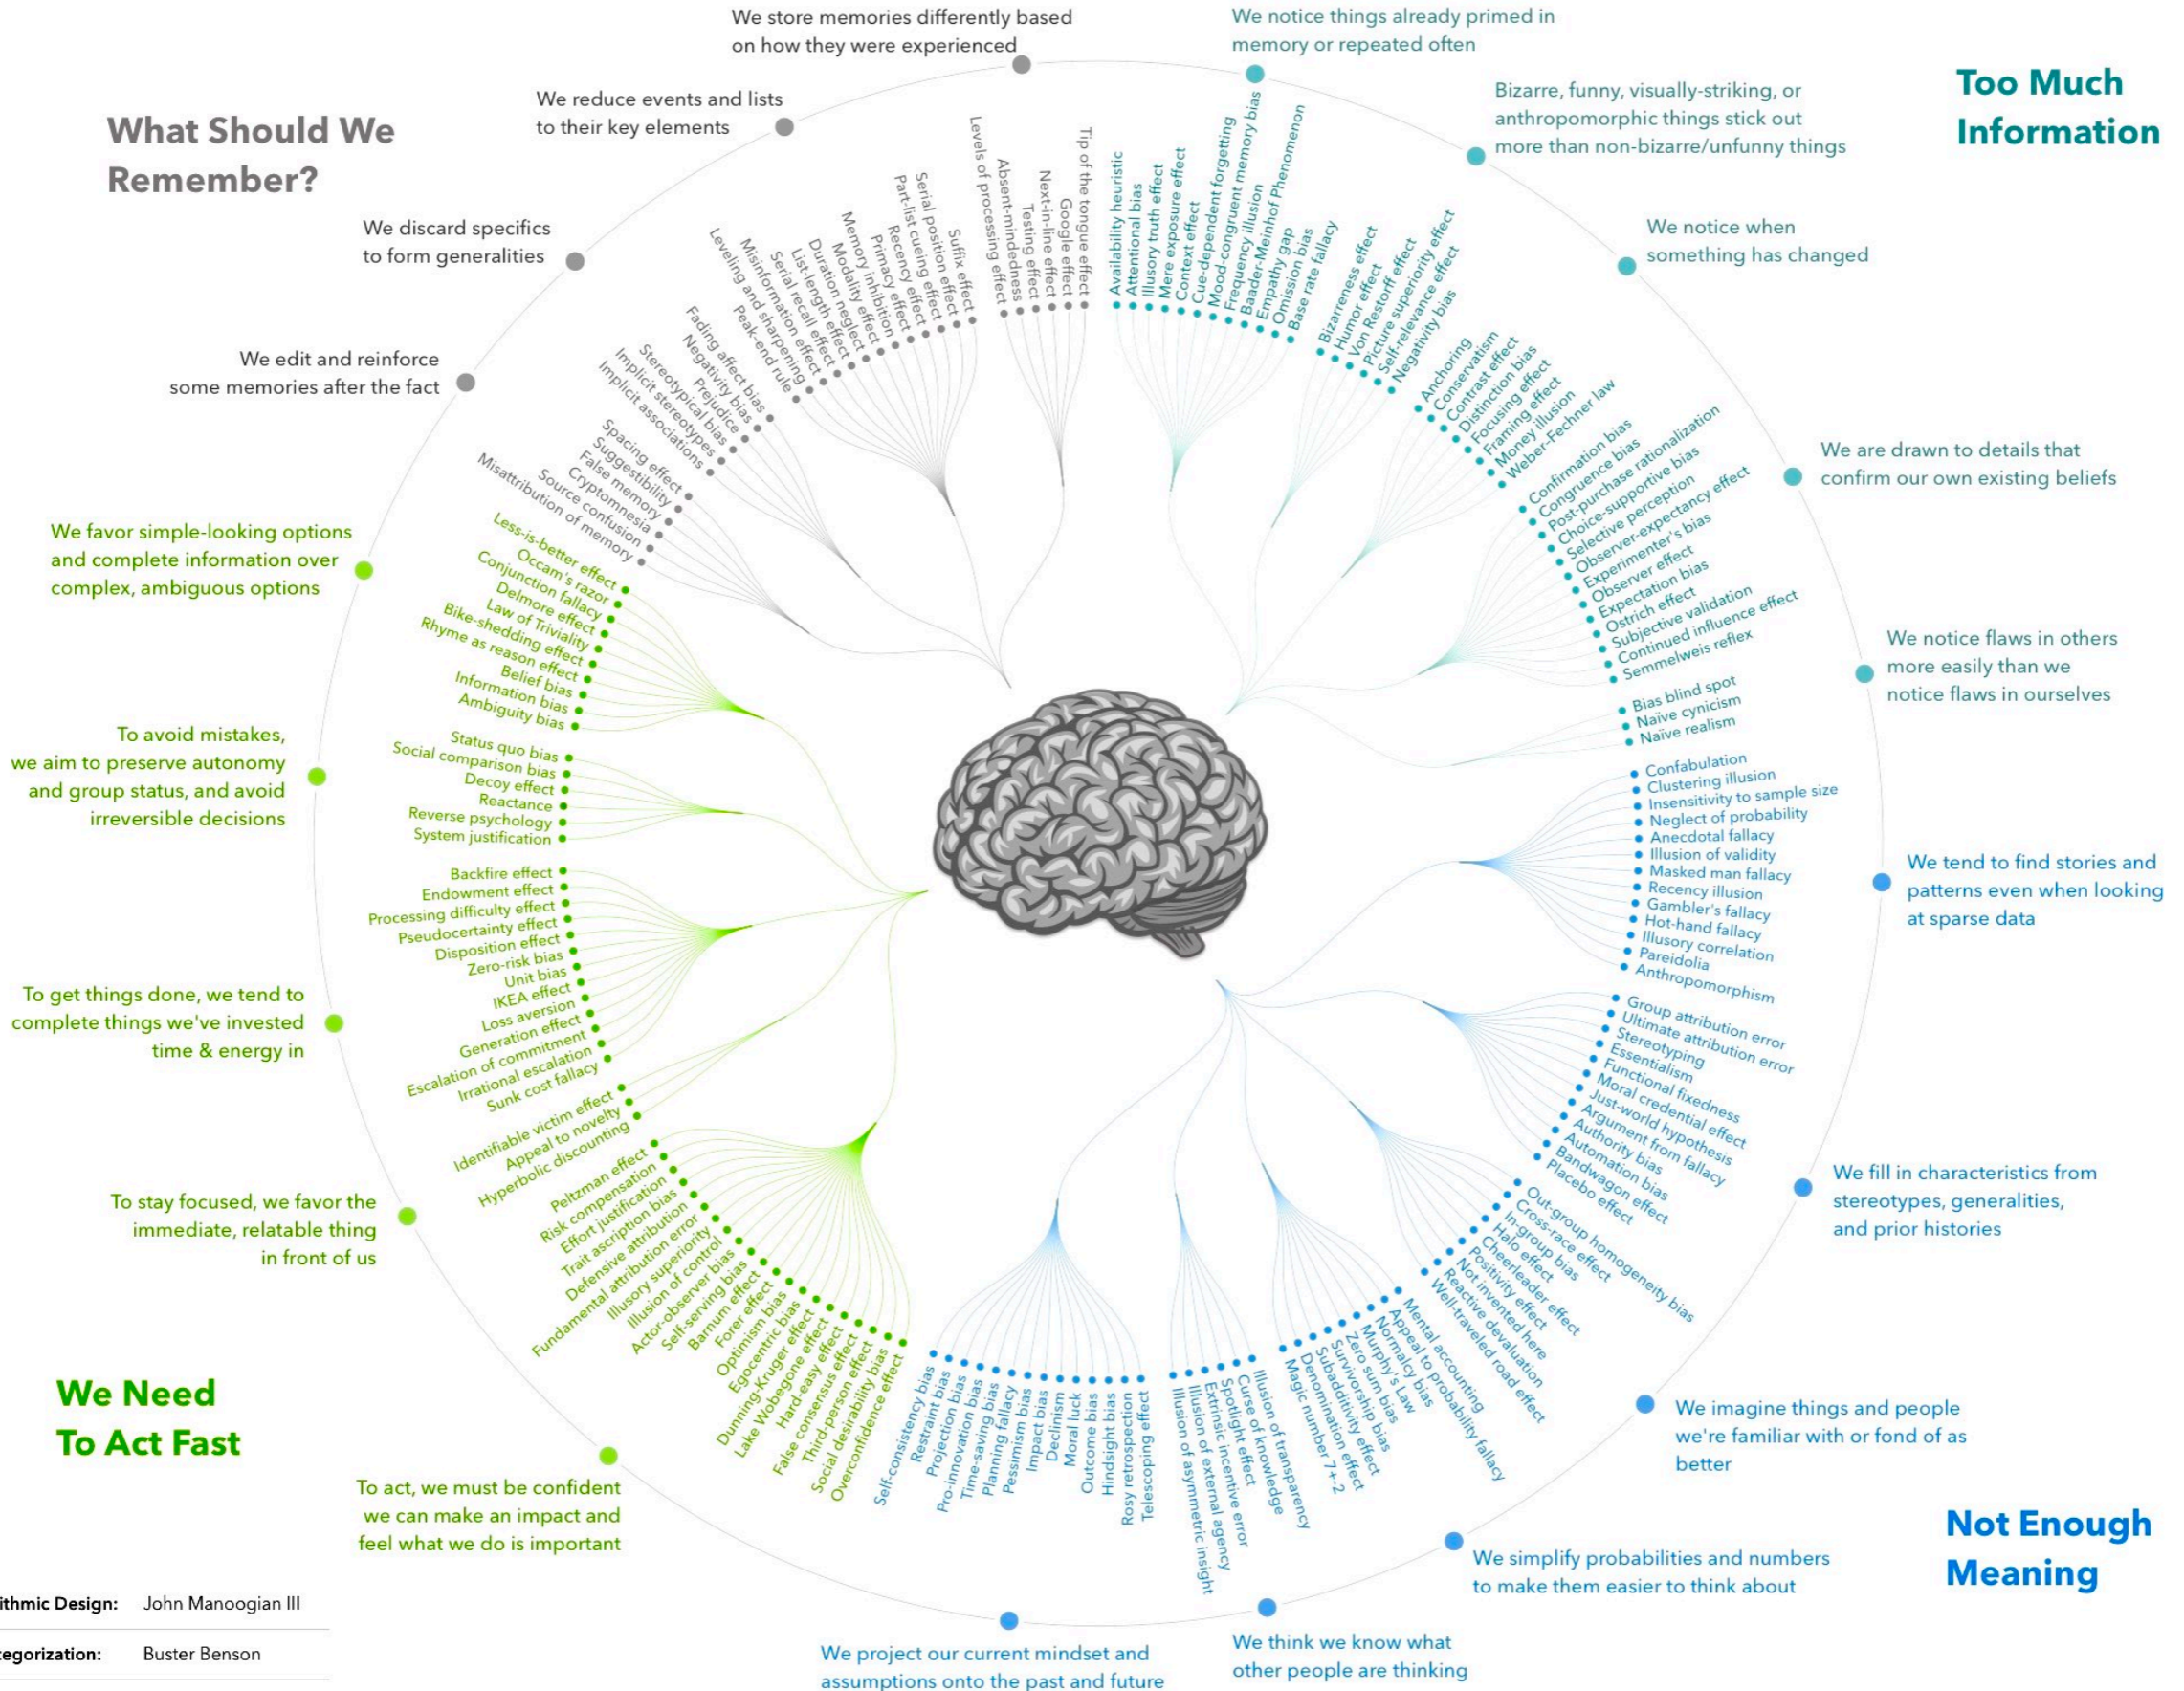 What Should We
Remember?
We store memories differently based
on how they were experienced
We reduce events and lists
to their key elements
We discard specifics
to form generalities
We edit and reinforce
some memories after the fact
Tip of the tongue effect
Google effect
Next-in-line effect
Testing effect
Absent-mindedness
Levels of processing effect
Suffix effect
Serial position effect
Part-list cueing effect
Recency effect
Primacy effect
Memory inhibition
Modality effect
Duration neglect
List-length effect
Serial recall effect
Misinformation effect
Leveling and sharpening
Peak-end rule
Fading affect bias
Negativity bias
Prejudice
Stereotypical bias
Implicit stereotypes
Implicit associations
Spacing effect
Suggestibility
False memory
Cryptomnesia
Source confusion
Misattribution of memory
Too Much
Information
We notice things already primed in
memory or repeated often
Bizarre, funny, visually-striking, or
anthropomorphic things stick out
more than non-bizarre/unfunny things
We notice when
something has changed
We are drawn to details that
confirm our own existing beliefs
We notice flaws in others
more easily than we
notice flaws in ourselves
Availability heuristic
Attentional bias
Illusory truth effect
Mere exposure effect
Context effect
Cue-dependent forgetting
Mood-congruent memory bias
Frequency illusion
Baader-Meinhof Phenomenon
Empathy gap
Omission bias
Base rate fallacy
Bizarreness effect
Humor effect
Von Restorff effect
Picture superiority effect
Self-relevance effect
Negativity bias
Anchoring
Conservatism
Contrast effect
Distinction bias
Focusing effect
Framing effect
Money illusion
Weber-Fechner law
Confirmation bias
Congruence bias
Post-purchase rationalization
Choice-supportive bias
Selective perception
Observer-expectancy effect
Experimenter's bias
Observer effect
Expectation bias
Ostrich effect
Subjective validation
Continued influence effect
Semmelweis reflex
Bias blind spot
Naïve cynicism
Naïve realism
We tend to find stories and
patterns even when looking
at sparse data
We fill in characteristics from
stereotypes, generalities,
and prior histories
We imagine things and people
we're familiar with or fond of as
better
We simplify probabilities and numbers
to make them easier to think about
We think we know what
other people are thinking
We project our current mindset and
assumptions onto the past and future
Not Enough
Meaning
Confabulation
Clustering illusion
Insensitivity to sample size
Neglect of probability
Anecdotal fallacy
Illusion of validity
Masked man fallacy
Recency illusion
Gambler's fallacy
Hot-hand fallacy
Illusory correlation
Pareidolia
Anthropomorphism
Group attribution error
Ultimate attribution error
Stereotyping
Essentialism
Functional fixedness
Moral credential effect
Just-world hypothesis
Argument from fallacy
Authority bias
Automation bias
Bandwagon effect
Placebo effect
Out-group homogeneity bias
Cross-race effect
In-group bias
Halo effect
Cheerleader effect
Positivity effect
Not invented here
Reactive devaluation
Well-traveled road effect
Mental accounting
Appeal to probability fallacy
Normalcy bias
Murphy's Law
Zero sum bias
Survivorship bias
Subadditivity effect
Denomination effect
Magic number 7+-2
Illusion of transparency
Curse of knowledge
Spotlight effect
Extrinsic incentive error
Illusion of external agency
Illusion of asymmetric insight
Telescoping effect
Rosy retrospection
Hindsight bias
Outcome bias
Moral luck
Declinism
Impact bias
Pessimism bias
Planning fallacy
Time-saving bias
Pro-innovation bias
Projection bias
Restraint bias
Self-consistency bias
We favor simple-looking options
and complete information over
complex, ambiguous options
To avoid mistakes,
we aim to preserve autonomy
and group status, and avoid
irreversible decisions
To get things done, we tend to
complete things we've invested
time & energy in
To stay focused, we favor the
immediate, relatable thing
in front of us
We Need
To Act Fast
To act, we must be confident
we can make an impact and
feel what we do is important
Less-is-better effect
Occam's razor
Conjunction fallacy
Delmore effect
Law of Triviality
Bike-shedding effect
Rhyme as reason effect
Belief bias
Information bias
Ambiguity bias
Status quo bias
Social comparison bias
Decoy effect
Reactance
Reverse psychology
System justification
Backfire effect
Endowment effect
Processing difficulty effect
Pseudocertainty effect
Disposition effect
Zero-risk bias
Unit bias
IKEA effect
Loss aversion
Generation effect
Escalation of commitment
Irrational escalation
Sunk cost fallacy
Identifiable victim effect
Appeal to novelty
Hyperbolic discounting
Peltzman effect
Risk compensation
Effort justification
Trait ascription bias
Defensive attribution
Fundamental attribution error
Illusory superiority
Illusion of control
Actor-observer bias
Self-serving bias
Barnum effect
Forer effect
Optimism bias
Egocentric bias
Dunning-Kruger effect
Lake Wobegone effect
Hard-easy effect
False consensus effect
Third-person effect
Social desirability bias
Overconfidence effect
ithmic Design: John Manoogian III
tegorization: Buster Benson